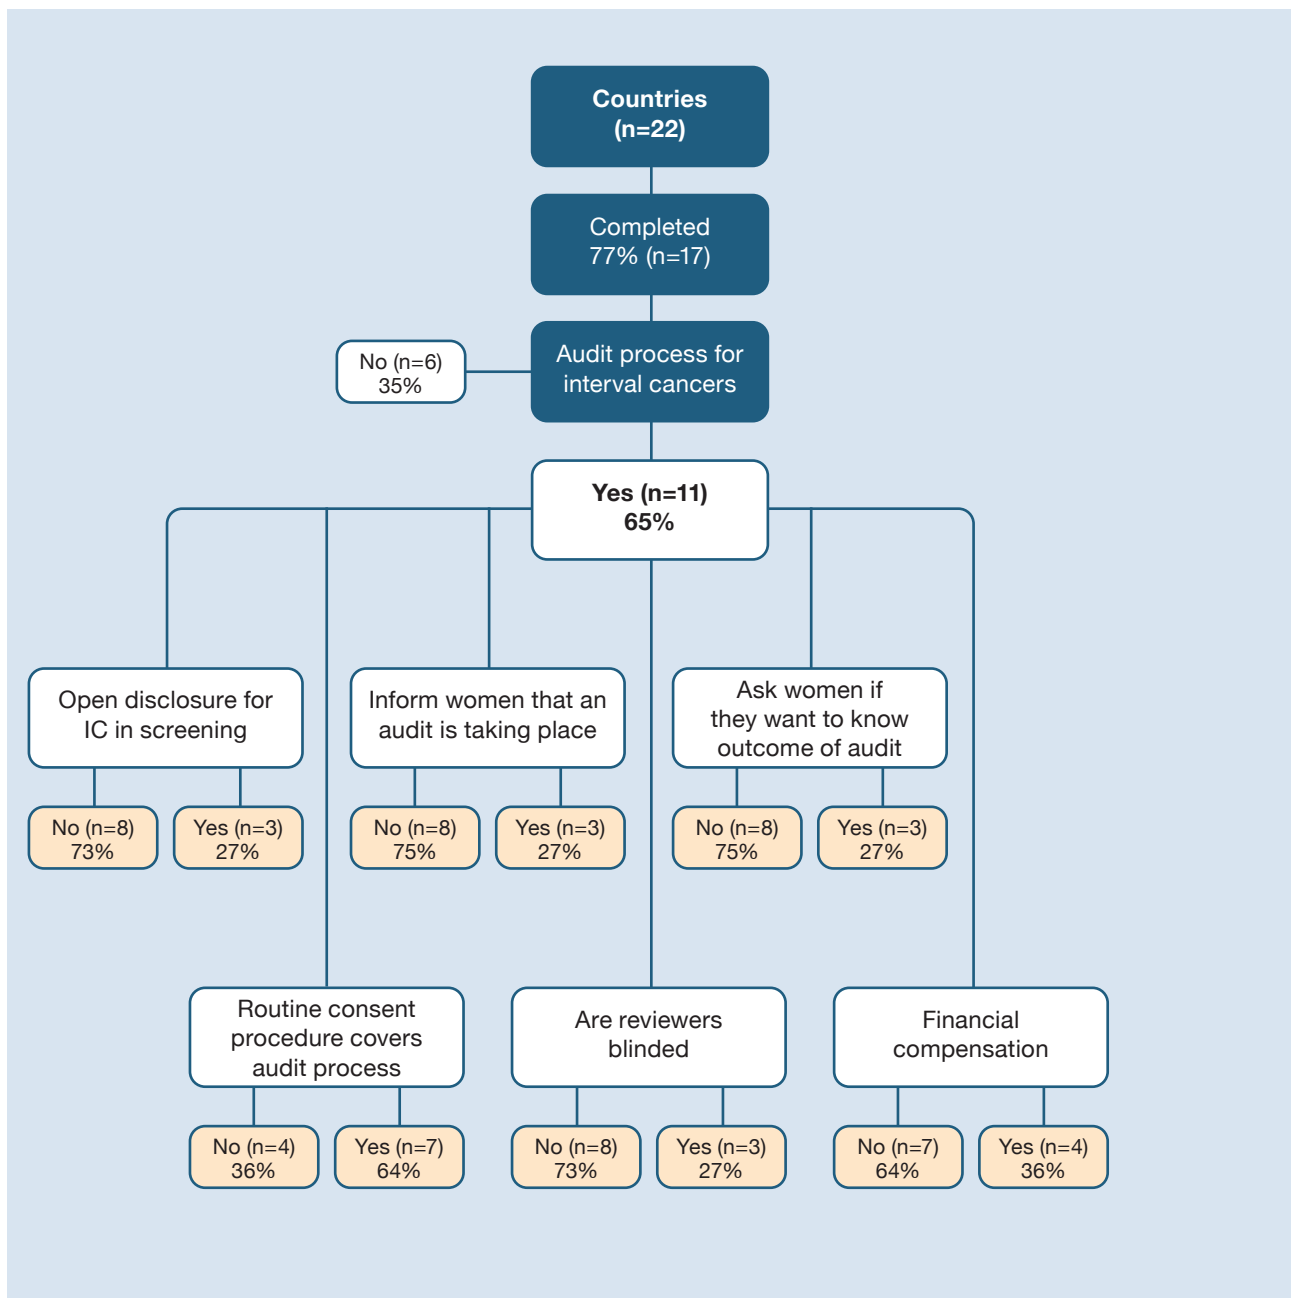 Countries
(n=22)
Completed
77% (n=17)
Audit process for
interval cancers
No (n=6)
35%
Yes (n=11)
65%
Open disclosure for
IC in screening
No (n=8)
73%
Yes (n=3)
27%
Inform women that an
audit is taking place
No (n=8)
75%
Yes (n=3)
27%
Ask women if
they want to know
outcome of audit
No (n=8)
75%
Yes (n=3)
27%
Routine consent
procedure covers
audit process
No (n=4)
36%
Yes (n=7)
64%
Are reviewers
blinded
No (n=8)
73%
Yes (n=3)
27%
Financial
compensation
No (n=7)
64%
Yes (n=4)
36%